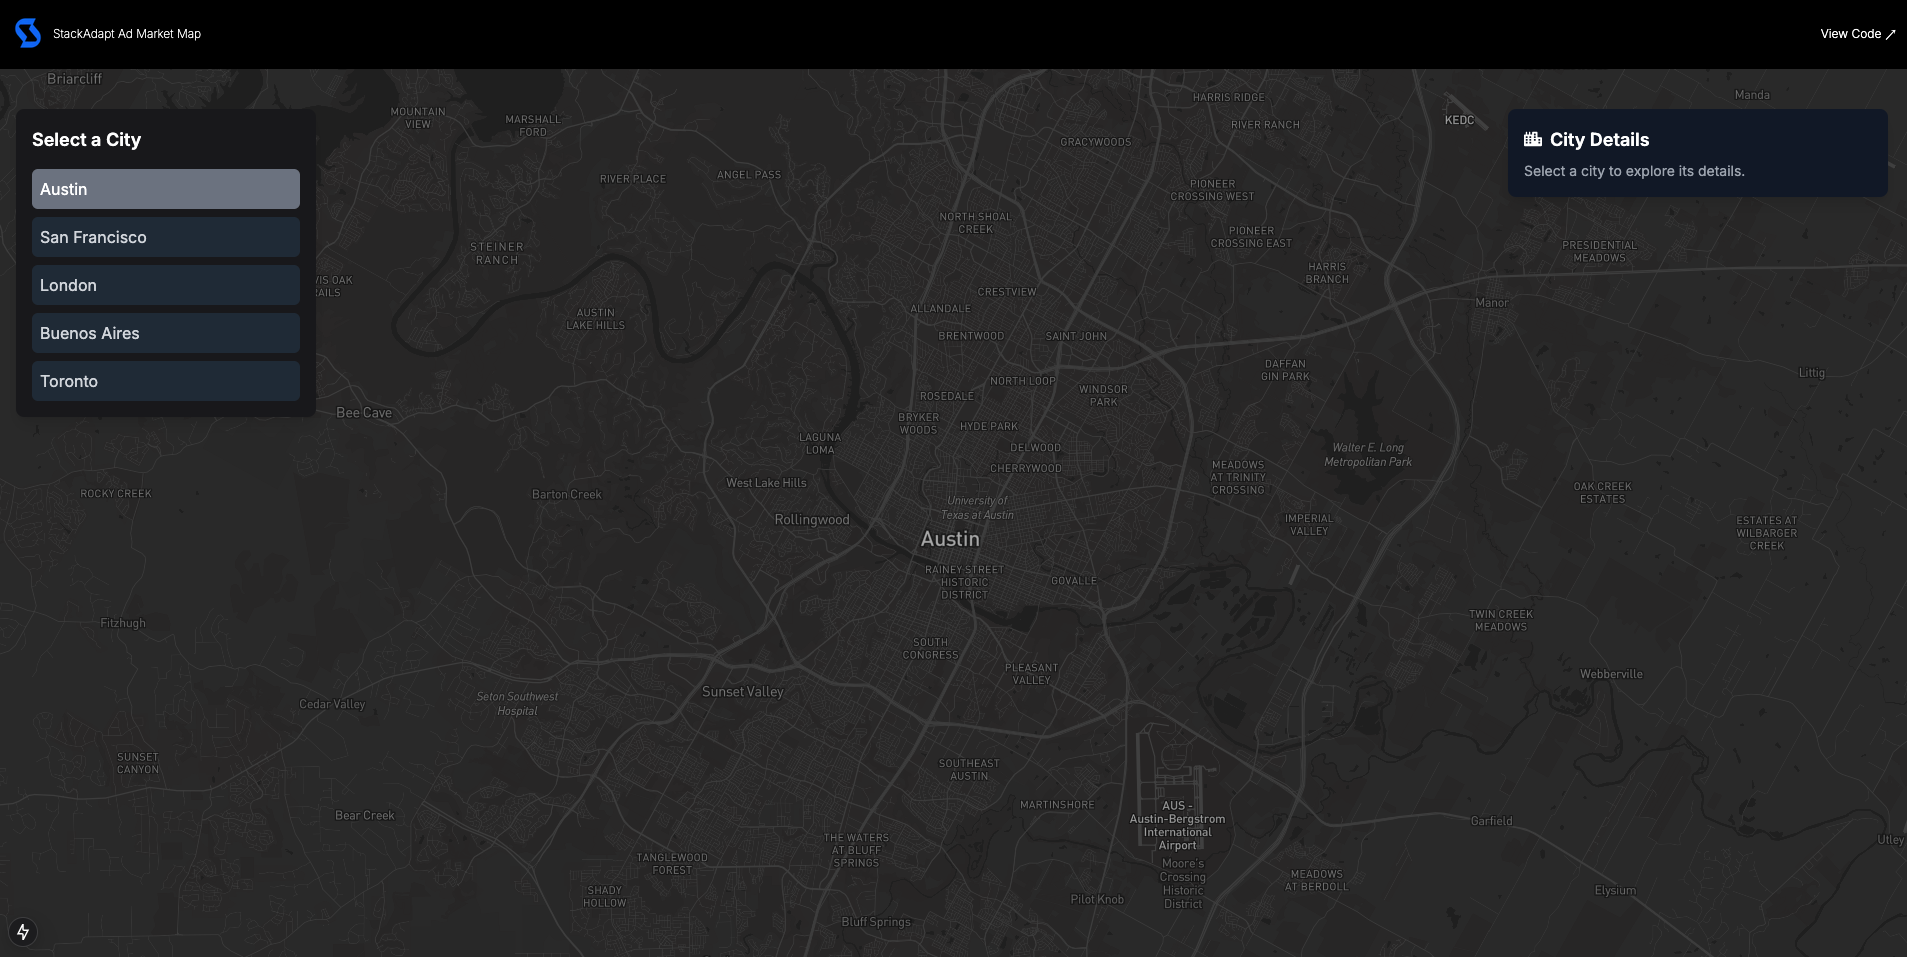 StackAdapt Ad Market Map
View Code ↗
Select a City
Austin
San Francisco
London
Buenos Aires
Toronto
City Details
Select a city to explore its details.
Briarcliff
MOUNTAIN
VIEW
MARSHALL
FORD
HARRIS RIDGE
RIVER RANCH
KEDC
Manda
GRACYWOODS
RIVER PLACE
ANGEL PASS
PIONEER
CROSSING WEST
NORTH SHOAL
CREEK
PIONEER
CROSSING EAST
STEINER
RANCH
PRESIDENTIAL
MEADOWS
HARRIS
BRANCH
OAK
CRESTVIEW
ALLANDALE
Manor
AUSTIN
LAKE HILLS
BRENTWOOD
SAINT JOHN
DAFFAN
GIN PARK
Littig
NORTH LOOP
WINDSOR
PARK
ROSEDALE
Bee Cave
BRYKER
WOODS
HYDE PARK
LAGUNA
LOMA
DELWOOD
CHERRYWOOD
Walter E. Long
Metropolitan Park
MEADOWS
AT TRINITY
CROSSING
West Lake Hills
ROCKY CREEK
Barton Creek
OAK CREEK
ESTATES
University of
Texas at Austin
Rollingwood
IMPERIAL
VALLEY
ESTATES AT
WILBARGER
CREEK
Austin
RAINEY STREET
HISTORIC
DISTRICT
GOVALLE
Fitzhugh
TWIN CREEK
MEADOWS
SOUTH
CONGRESS
PLEASANT
VALLEY
Webberville
Sunset Valley
Seton Southwest
Hospital
Cedar Valley
SUNSET
CANYON
SOUTHEAST
AUSTIN
MARTINSHORE
AUS -
Austin-Bergstrom
International
Airport
Bear Creek
Garfield
THE WATERS
AT BLUFF
SPRINGS
Utley
TANGLEWOOD
FOREST
Moore's
Crossing
Historic
District
MEADOWS
AT BERDOLL
SHADY
HOLLOW
Pilot Knob
Elysium
Bluff Springs